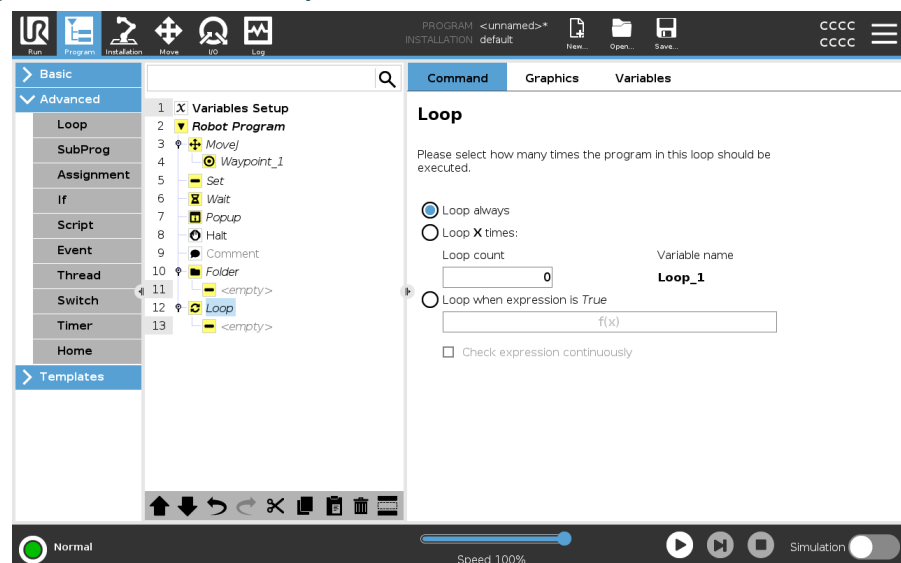 UR
Run
Program
Installation
Move
I/O
Log
PROGRAM <unnamed>*
INSTALLATION default
New...
Open...
Save...
cccc
cccc
Basic
Advanced
Loop
SubProg
Assignment
If
Script
Event
Thread
Switch
Timer
Home
Templates
1 X Variables Setup
2 Robot Program
3 MoveJ
4 Waypoint_1
5 Set
6 Wait
7 Popup
8 Halt
9 Comment
10 Folder
11 <empty>
12 Loop
13 <empty>
Command Graphics Variables
Loop
Please select how many times the program in this loop should be
executed.
Loop always
Loop X times:
Loop count Variable name
0 Loop_1
Loop when expression is True
f(x)
Check expression continuously
Normal
Speed 100%
Simulation